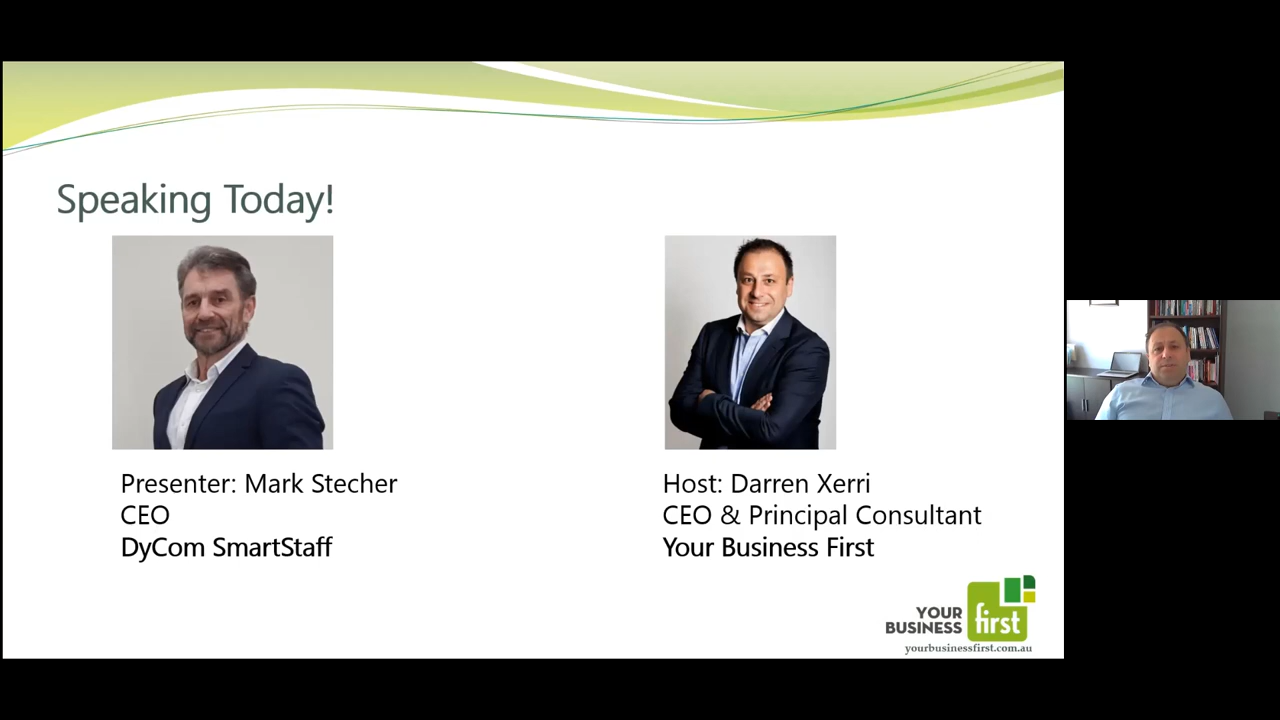 Speaking Today!
Presenter: Mark Stecher
CEO
DyCom SmartStaff
Host: Darren Xerri
CEO & Principal Consultant
Your Business First
YOUR
BUSINESS
first
yourbusinessfirst.com.au